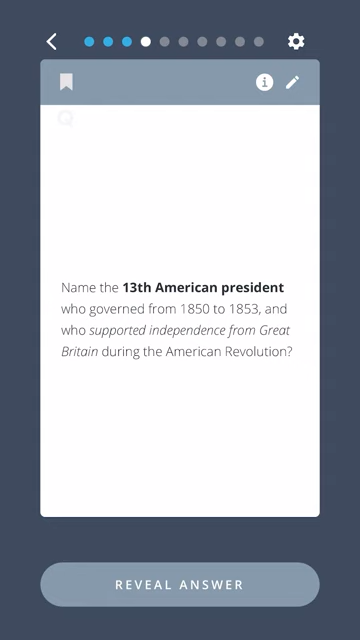 Name the 13th American president
who governed from 1850 to 1853, and
who supported independence from Great
Britain during the American Revolution?
REVEAL ANSWER